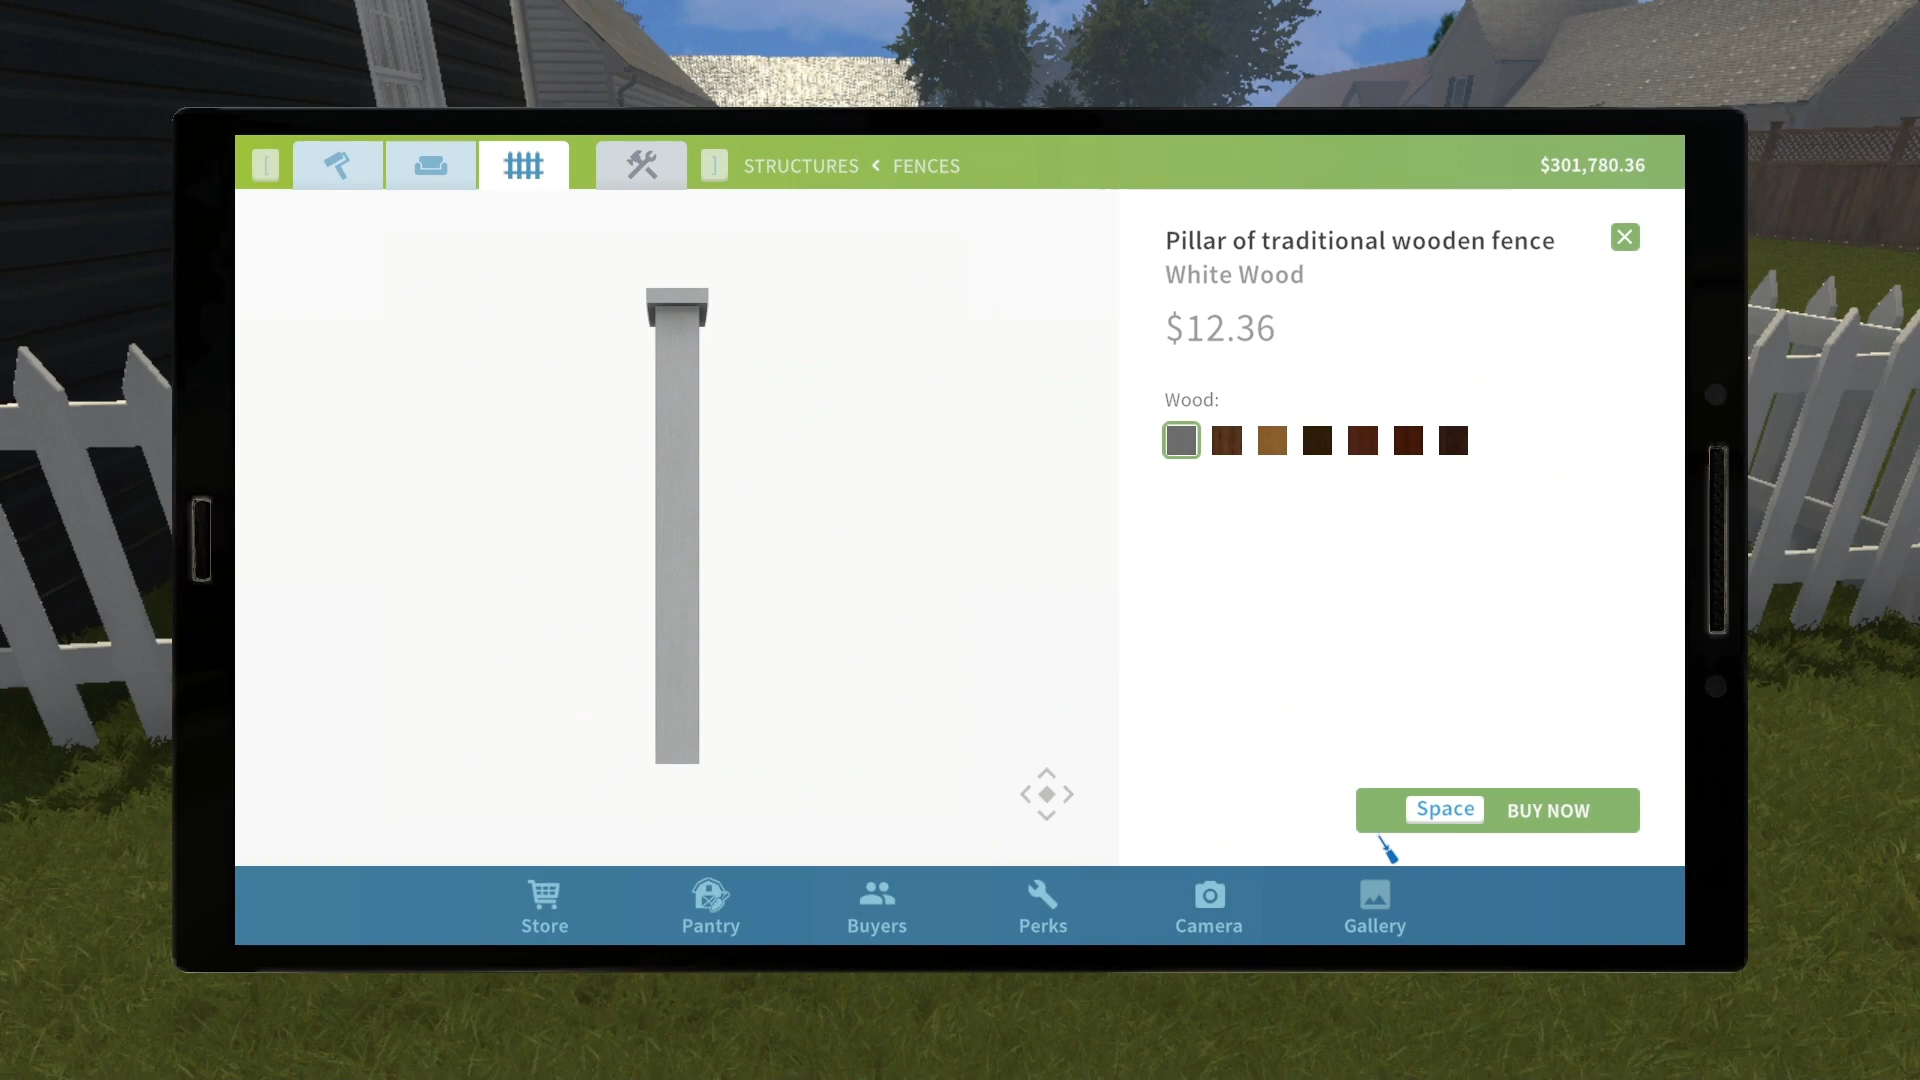 [
]
STRUCTURES < FENCES
$301,780.36
Pillar of traditional wooden fence
White Wood
$12.36
Wood:
Space BUY NOW
Store
Pantry
Buyers
Perks
Camera
Gallery